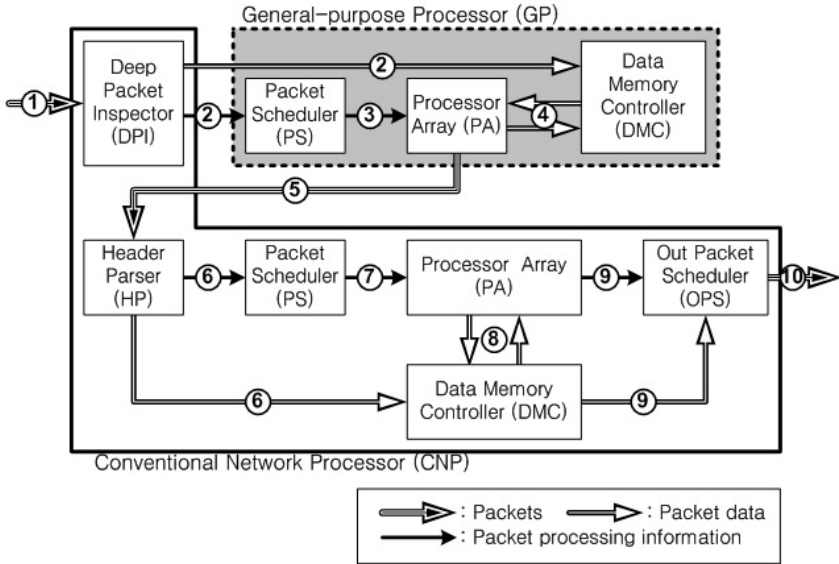 General-purpose Processor (GP)
1
Deep
Packet
Inspector
(DPI)
2
2
Packet
Scheduler
(PS)
3
Processor
Array (PA)
4
Data
Memory
Controller
(DMC)
5
Header
Parser
(HP)
6
Packet
Scheduler
(PS)
7
Processor Array
(PA)
9
Out Packet
Scheduler
(OPS)
10
8
6
Data Memory
Controller (DMC)
9
Conventional Network Processor (CNP)
: Packets
: Packet data
: Packet processing information